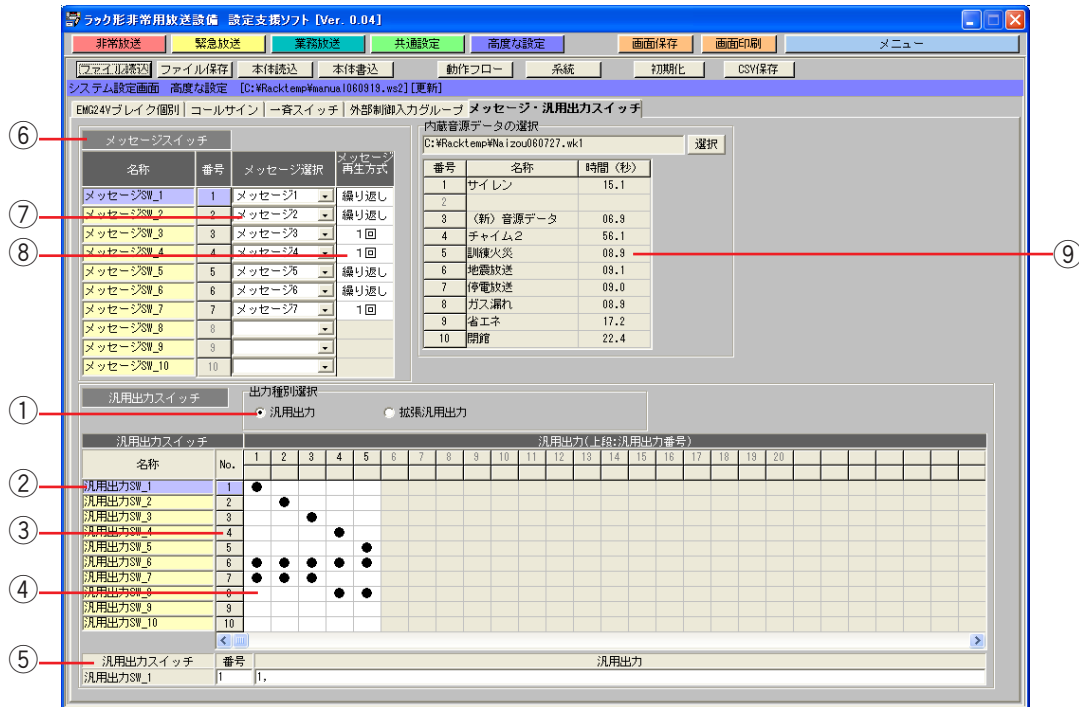 ラック形非常用放送設備 設定支援ソフト [Ver. 0.04]
非常放送 緊急放送 業務放送 共通設定 高度な設定 画面保存 画面印刷 メニュー
ファイル読込 ファイル保存 本体読込 本体書込 動作フロー 系統 初期化 CSV保存
システム設定画面 高度な設定 [C:¥Racktemp¥manual060919.ws2][更新]
EMG24Vブレイク個別 コールサイン 一斉スイッチ 外部制御入力グループ メッセージ・汎用出力スイッチ
⑥ メッセージスイッチ
名称 番号 メッセージ選択 メッセージ再生方式
メッセージSW_1 1 メッセージ1 繰り返し
⑦ メッセージSW_2 2 メッセージ2 繰り返し
メッセージSW_3 3 メッセージ3 1回
⑧ メッセージSW_4 4 メッセージ4 1回
メッセージSW_5 5 メッセージ5 繰り返し
メッセージSW_6 6 メッセージ6 繰り返し
メッセージSW_7 7 メッセージ7 1回
メッセージSW_8 8
メッセージSW_9 9
メッセージSW_10 10
内蔵音源データの選択
C:¥Racktemp¥Naizou060727.wk1 選択
番号 名称 時間(秒)
1 サイレン 15.1
2
3 (新)音源データ 06.9
4 チャイム2 56.1
5 訓練火災 08.9 ⑨
6 地震放送 09.1
7 停電放送 09.0
8 ガス漏れ 08.9
9 省エネ 17.2
10 閉館 22.4
汎用出力スイッチ 出力種別選択
① 汎用出力 拡張汎用出力
汎用出力スイッチ 汎用出力(上段:汎用出力番号)
名称 No. 1 2 3 4 5 6 7 8 9 10 11 12 13 14 15 16 17 18 19 20
② 汎用出力SW_1 1
汎用出力SW_2 2
汎用出力SW_3 3
③ 汎用出力SW_4 4
汎用出力SW_5 5
汎用出力SW_6 6
汎用出力SW_7 7
④ 汎用出力SW_8 8
汎用出力SW_9 9
汎用出力SW_10 10
⑤ 汎用出力スイッチ 番号 汎用出力
汎用出力SW_1 1 1,